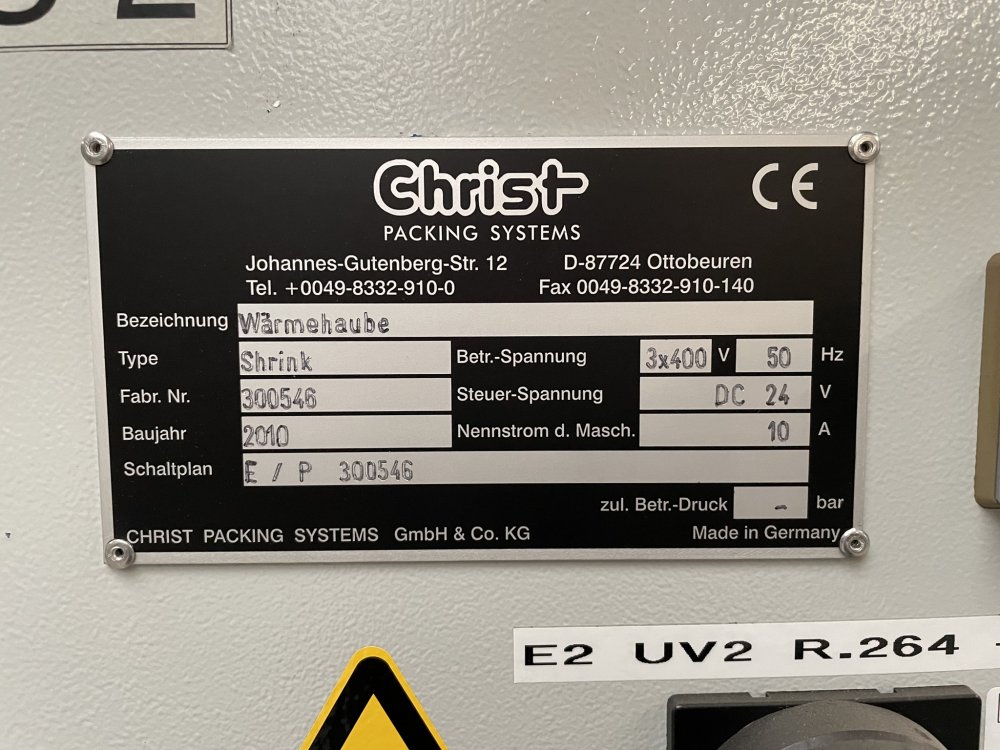 Christ
CE
PACKING SYSTEMS
Johannes-Gutenberg-Str. 12 D-87724 Ottobeuren
Tel. +0049-8332-910-0 Fax 0049-8332-910-140
Bezeichnung Wärmehaube
Type Shrink Betr.-Spannung 3x400 V 50 Hz
Fabr. Nr. 300546 Steuer-Spannung DC 24 V
Baujahr 2010 Nennstrom d. Masch. 10 A
Schaltplan E / P 300546
zul. Betr.-Druck - bar
CHRIST PACKING SYSTEMS GmbH & Co. KG Made in Germany
E2 UV2 R.264